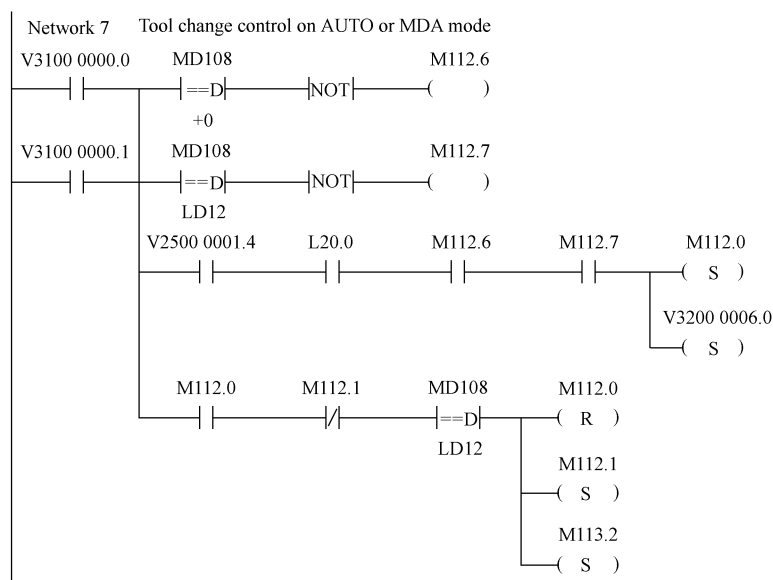 Network 7 Tool change control on AUTO or MDA mode
V3100 0000.0 MD108 M112.6
==D NOT ( )
+0
V3100 0000.1 MD108 M112.7
==D NOT ( )
LD12
V2500 0001.4 L20.0 M112.6 M112.7 M112.0
( S )
V3200 0006.0
( S )
M112.0 M112.1 MD108 M112.0
/ ==D ( R )
LD12
M112.1
( S )
M113.2
( S )